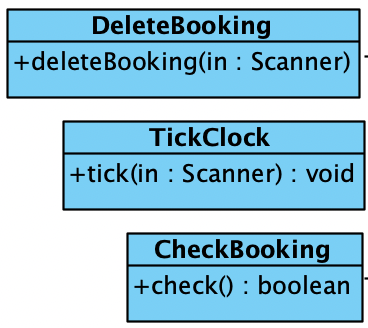 DeleteBooking
+deleteBooking(in : Scanner)
TickClock
+tick(in : Scanner) : void
CheckBooking
+check() : boolean